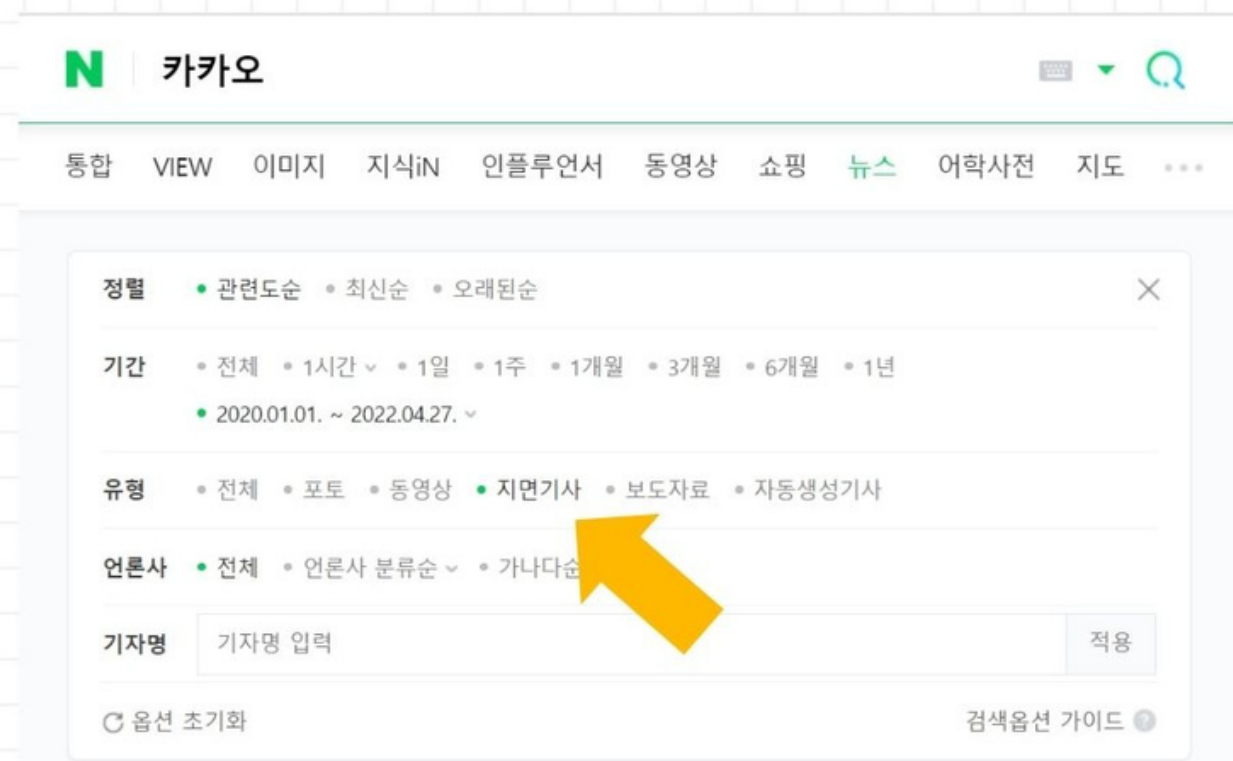 N 카카오
통합 VIEW 이미지 지식iN 인플루언서 동영상 쇼핑 뉴스 어학사전 지도
정렬 관련도순 최신순 오래된순
기간 전체 1시간 1일 1주 1개월 3개월 6개월 1년
2020.01.01. ~ 2022.04.27.
유형 전체 포토 동영상 지면기사 보도자료 자동생성기사
언론사 전체 언론사 분류순 가나다순
기자명 기자명 입력 적용
옵션 초기화 검색옵션 가이드 ?